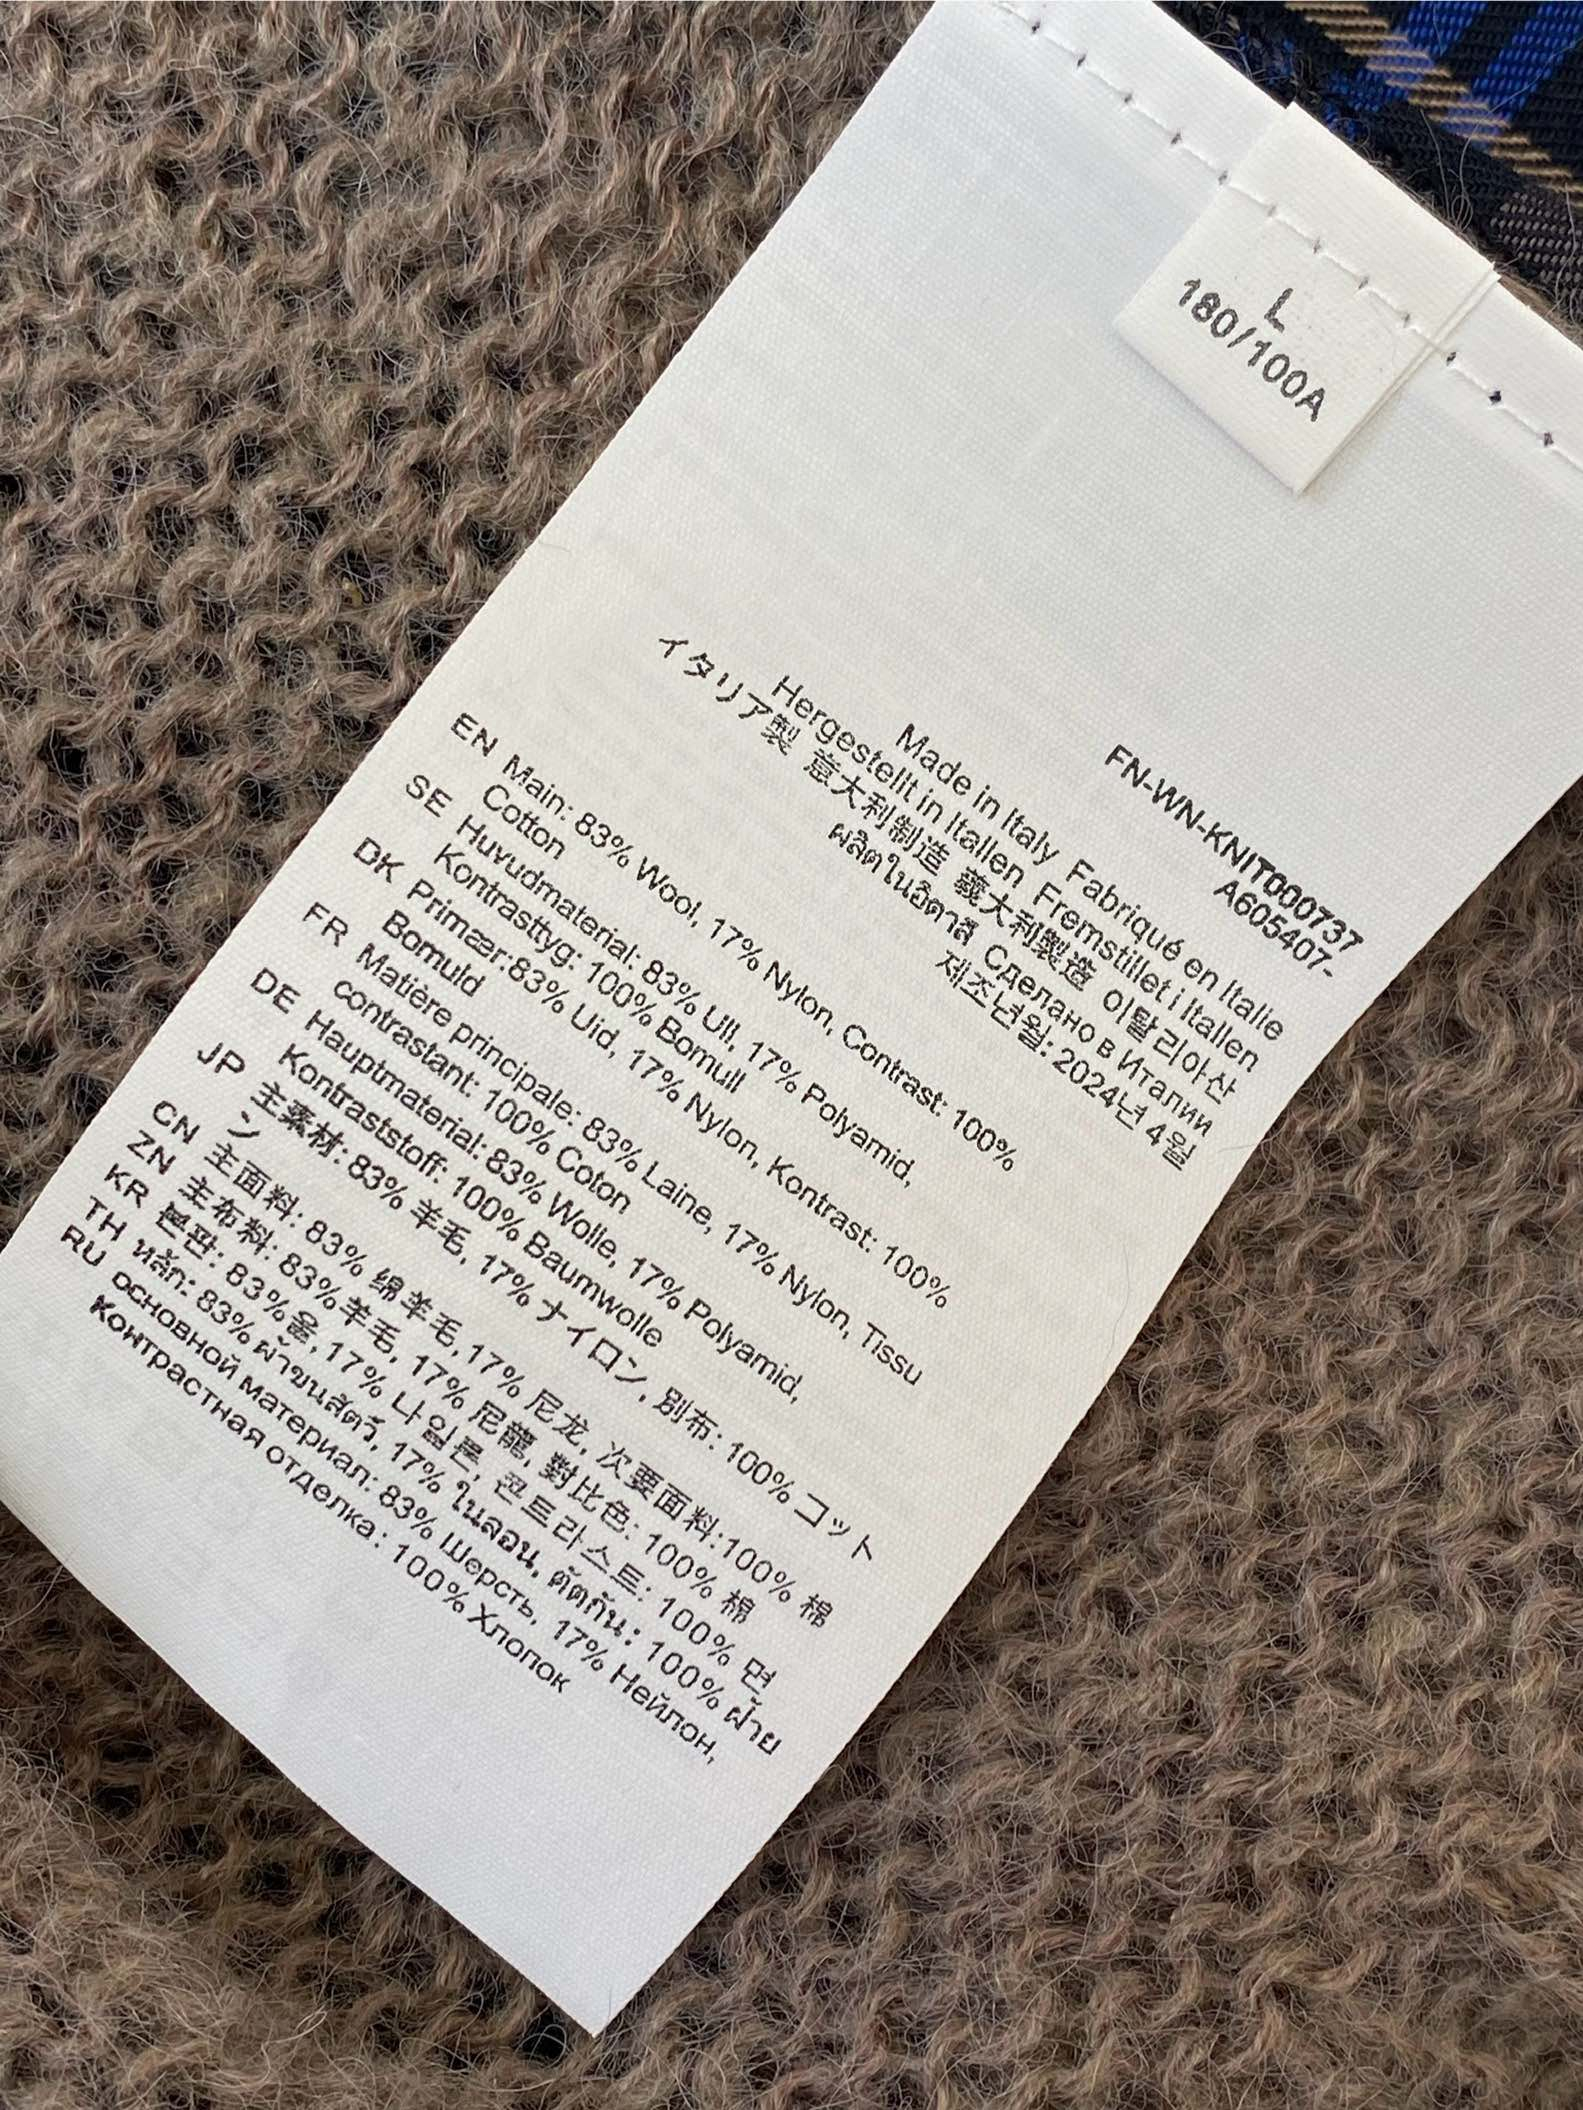 L
180/100A
FN-WN-KNIT000737
A605407-
Made in Italy Fabriqué en Italie
Hergestellt in Itallen Fremstillet i Itallen
イタリア製 意大利制造 義大利製造 이탈리아산
ผลิตในอิตาลี Сделано в Италии
제조년월: 2024년 4월
EN Main: 83% Wool, 17% Nylon, Contrast: 100%
Cotton
SE Huvudmaterial: 83% Ull, 17% Polyamid,
Kontrasttyg: 100% Bomull
DK Primær:83% Uid, 17% Nylon, Kontrast: 100%
Bomuld
FR Matière principale: 83% Laine, 17% Nylon, Tissu
contrastant: 100% Coton
DE Hauptmaterial: 83% Wolle, 17% Polyamid,
Kontraststoff: 100% Baumwolle
JP 主素材: 83% 羊毛, 17% ナイロン, 別布: 100% コット
ン
CN 主面料: 83% 绵羊毛, 17% 尼龙, 次要面料:100% 棉
ZN 主布料: 83% 羊毛, 17% 尼龍, 對比色: 100% 棉
KR 본판: 83%울, 17% 나일론, 콘트라스트: 100% 면
TH หลัก: 83% ผ้าขนสัตว์, 17% ไนลอน, ตัดกัน: 100% ฝ้าย
RU основной материал: 83% Шерсть, 17% Нейлон,
Контрастная отделка: 100% Хлопок